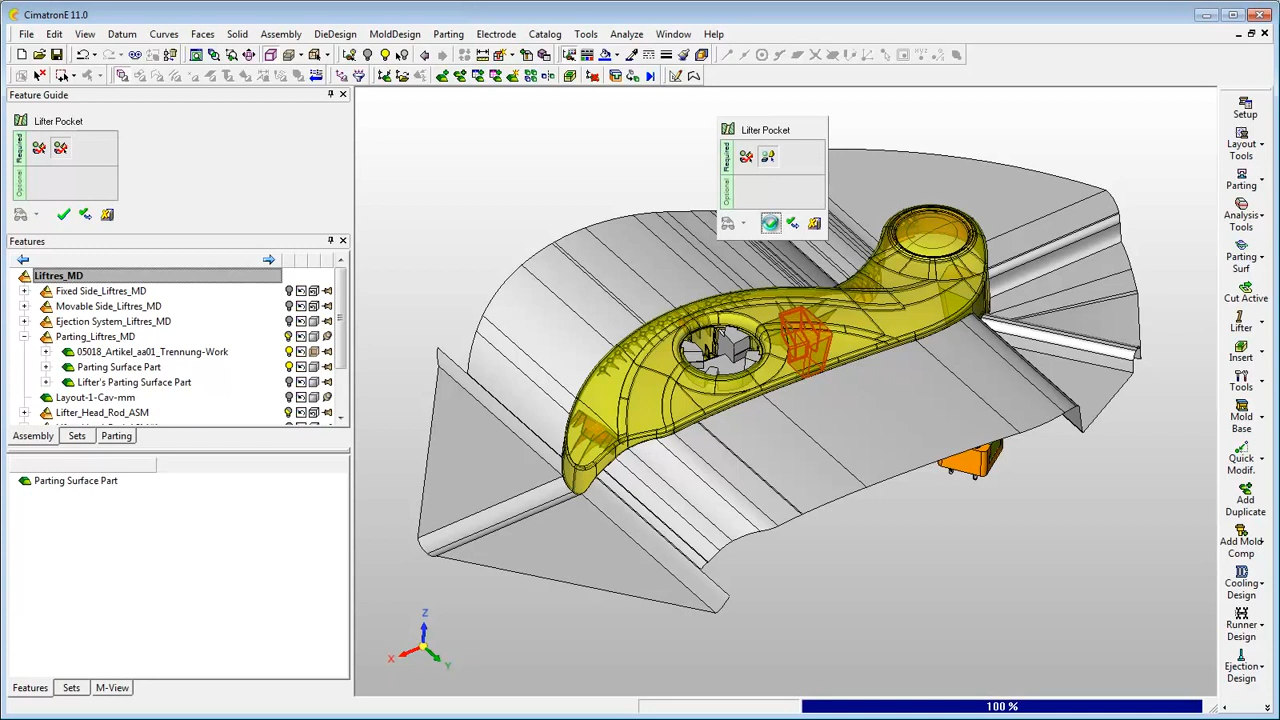 CimatronE 11.0
File Edit View Datum Curves Faces Solid Assembly DieDesign MoldDesign Parting Electrode Catalog Tools Analyze Window Help
Feature Guide
Lifter Pocket
Required
Optional
Features
Liftres_MD
Fixed Side_Liftres_MD
Movable Side_Liftres_MD
Ejection System_Liftres_MD
Parting_Liftres_MD
05018_Artikel_aa01_Trennung-Work
Parting Surface Part
Lifter's Parting Surface Part
Layout-1-Cav-mm
Lifter_Head_Rod_ASM
Assembly Sets Parting
Parting Surface Part
Features Sets M-View
Lifter Pocket
Required
Optional
Z
X
Y
100 %
Setup
Layout
Tools
Parting
Analysis
Tools
Parting
Surf
Cut Active
Lifter
Insert
Tools
Mold
Base
Quick
Modif.
Add
Duplicate
Add Mold
Comp
Cooling
Design
Runner
Design
Ejection
Design